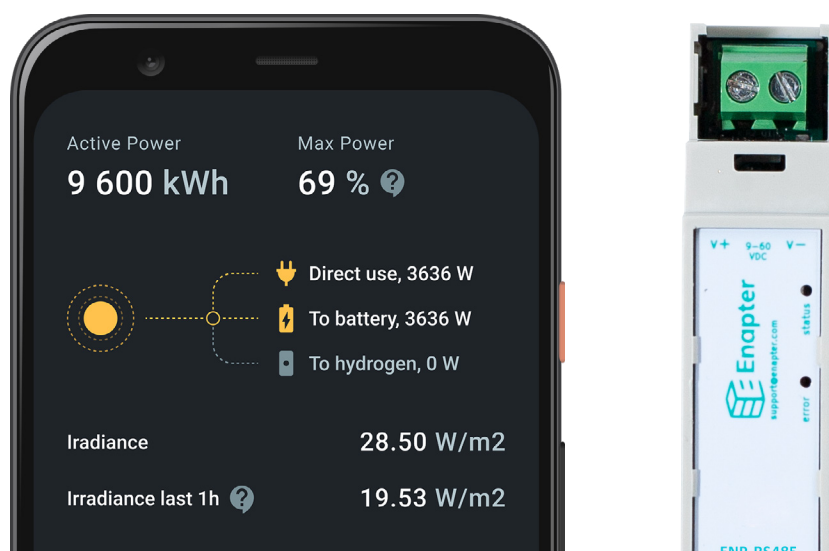 Active Power
Max Power
9 600 kWh
69 %
Direct use, 3636 W
To battery, 3636 W
To hydrogen, 0 W
Iradiance
28.50 W/m2
Irradiance last 1h
19.53 W/m2
V+
9-60
VDC
V-
Enapter
support@enapter.com
status
error
ENP-RS485